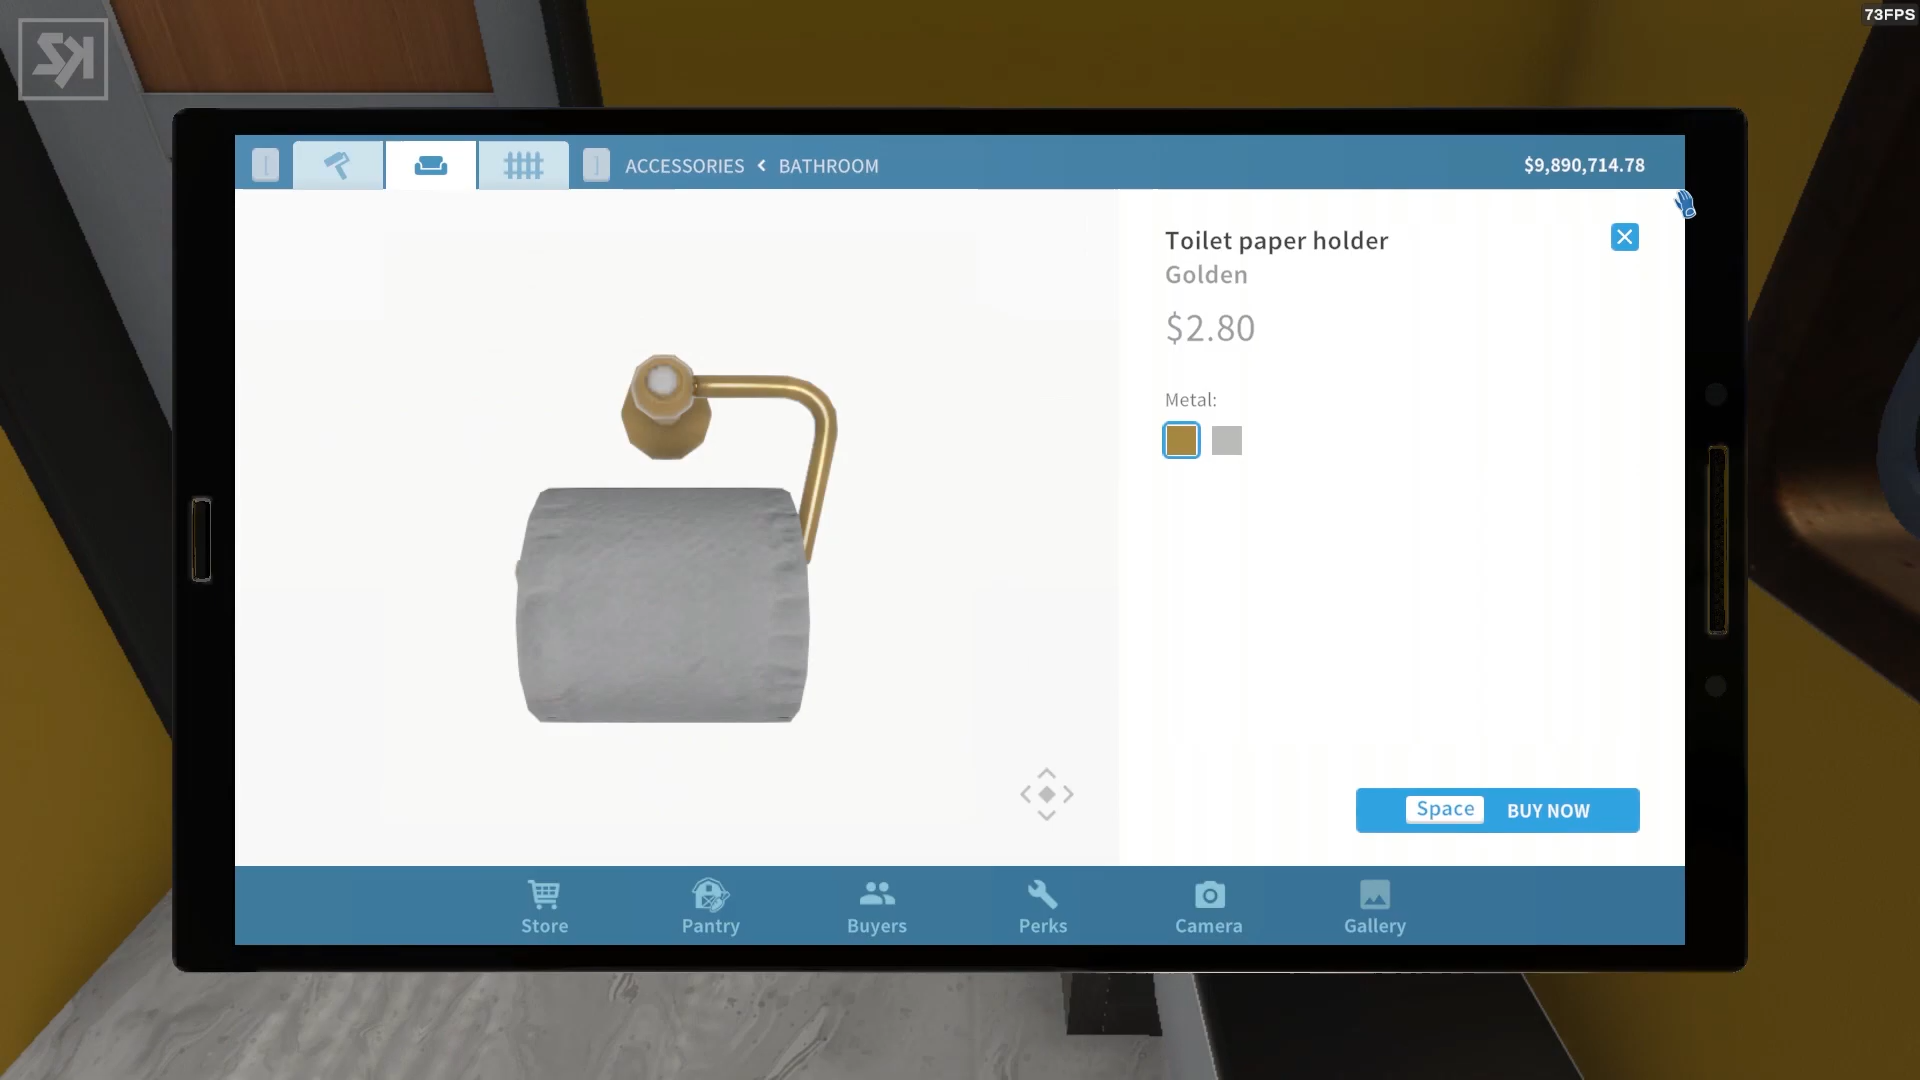 73FPS
ACCESSORIES < BATHROOM
$9,890,714.78
Toilet paper holder
Golden
$2.80
Metal:
Space BUY NOW
Store
Pantry
Buyers
Perks
Camera
Gallery